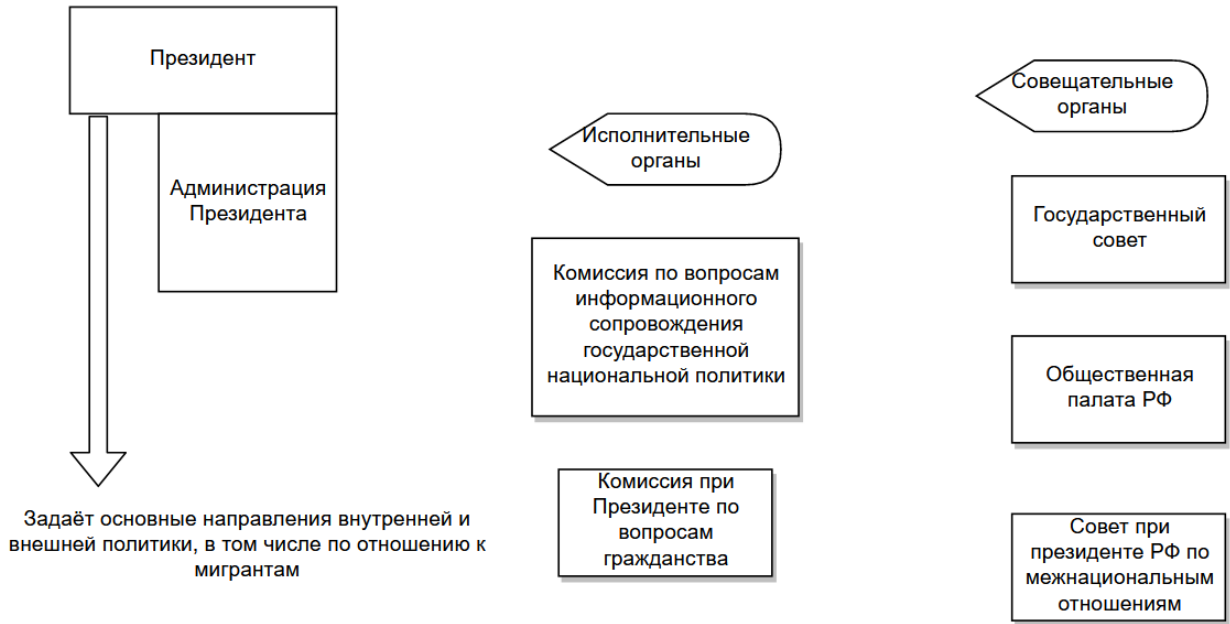 Президент
Администрация
Президента
Задаёт основные направления внутренней и
внешней политики, в том числе по отношению к
мигрантам
Исполнительные
органы
Комиссия по вопросам
информационного
сопровождения
государственной
национальной политики
Комиссия при
Президенте по
вопросам
гражданства
Совещательные
органы
Государственный
совет
Общественная
палата РФ
Совет при
президенте РФ по
межнациональным
отношениям